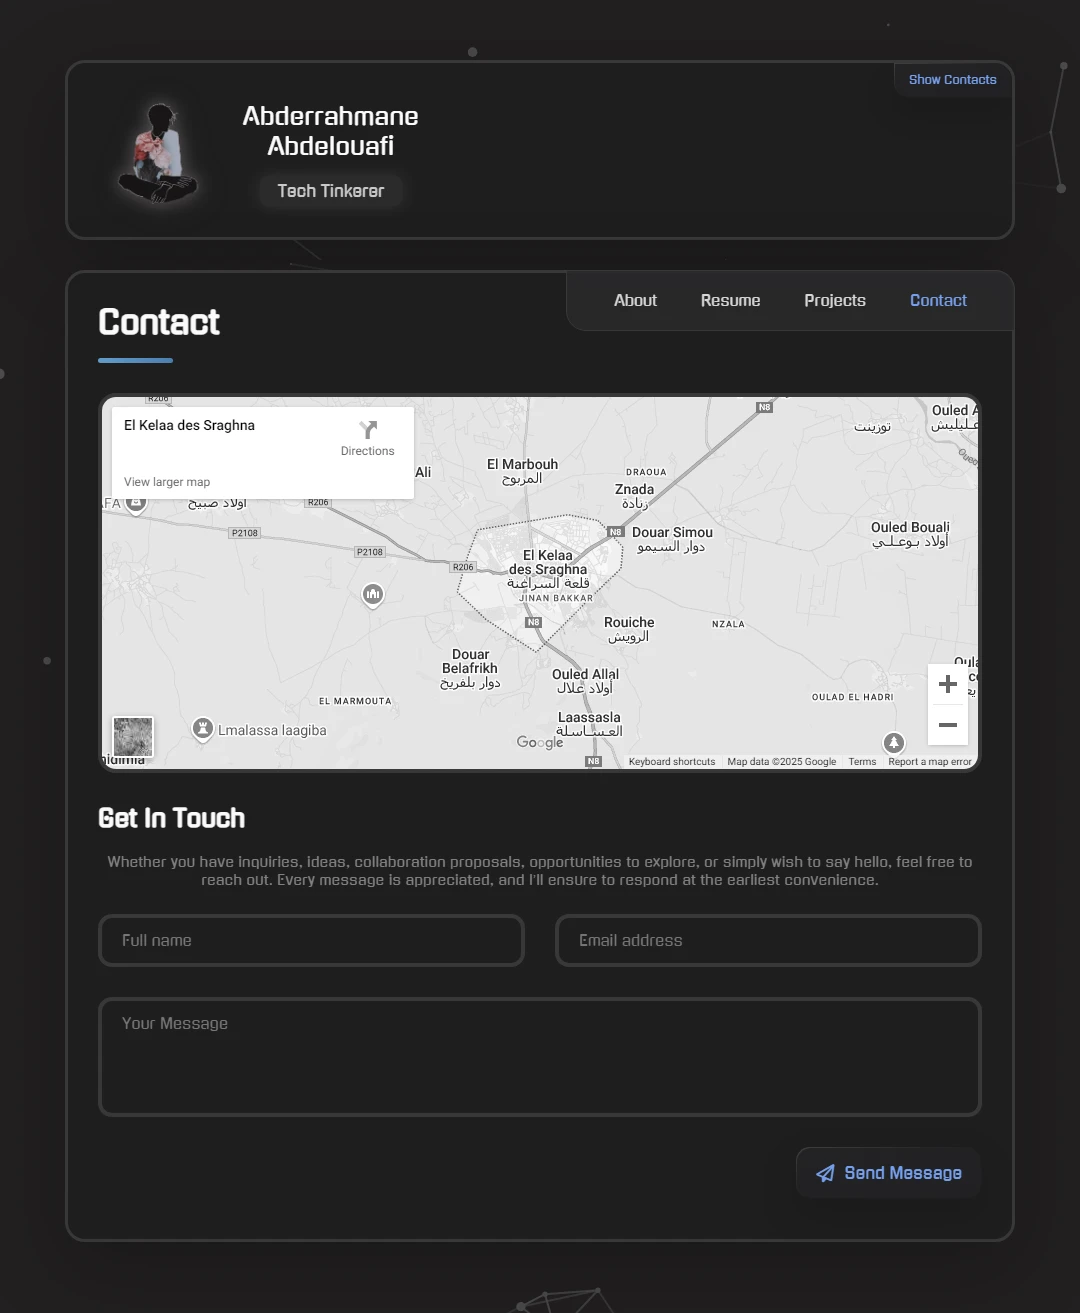 Show Contacts
Abderrahmane
Abdelouafi
Tech Tinkerer
About
Resume
Projects
Contact
Contact
R206
N8
El Kelaa des Sraghna
Directions
View larger map
Ali
El Marbouh
المربوح
DRAOUA
Znada
زنادة
توزينت
Ouled A
Oued
اولاد صبيح
R206
P2108
P2108
R206
N8
Douar Simou
دوار السيمو
Ouled Bouali
أولاد بوعلي
El Kelaa
des Sraghna
قلعة السراغنة
JINAN BAKKAR
N8
Rouiche
الرويش
NZALA
Douar
Belafrikh
دوار بلفريخ
Ouled Allal
أولاد علال
EL MARMOUTA
OULAD EL HADRI
Lmalassa laagiba
Laassasla
العساسلة
Google
N8
Keyboard shortcuts
Map data ©2025 Google
Terms
Report a map error
Get In Touch
Whether you have inquiries, ideas, collaboration proposals, opportunities to explore, or simply wish to say hello, feel free to
reach out. Every message is appreciated, and I'll ensure to respond at the earliest convenience.
Full name
Email address
Your Message
Send Message